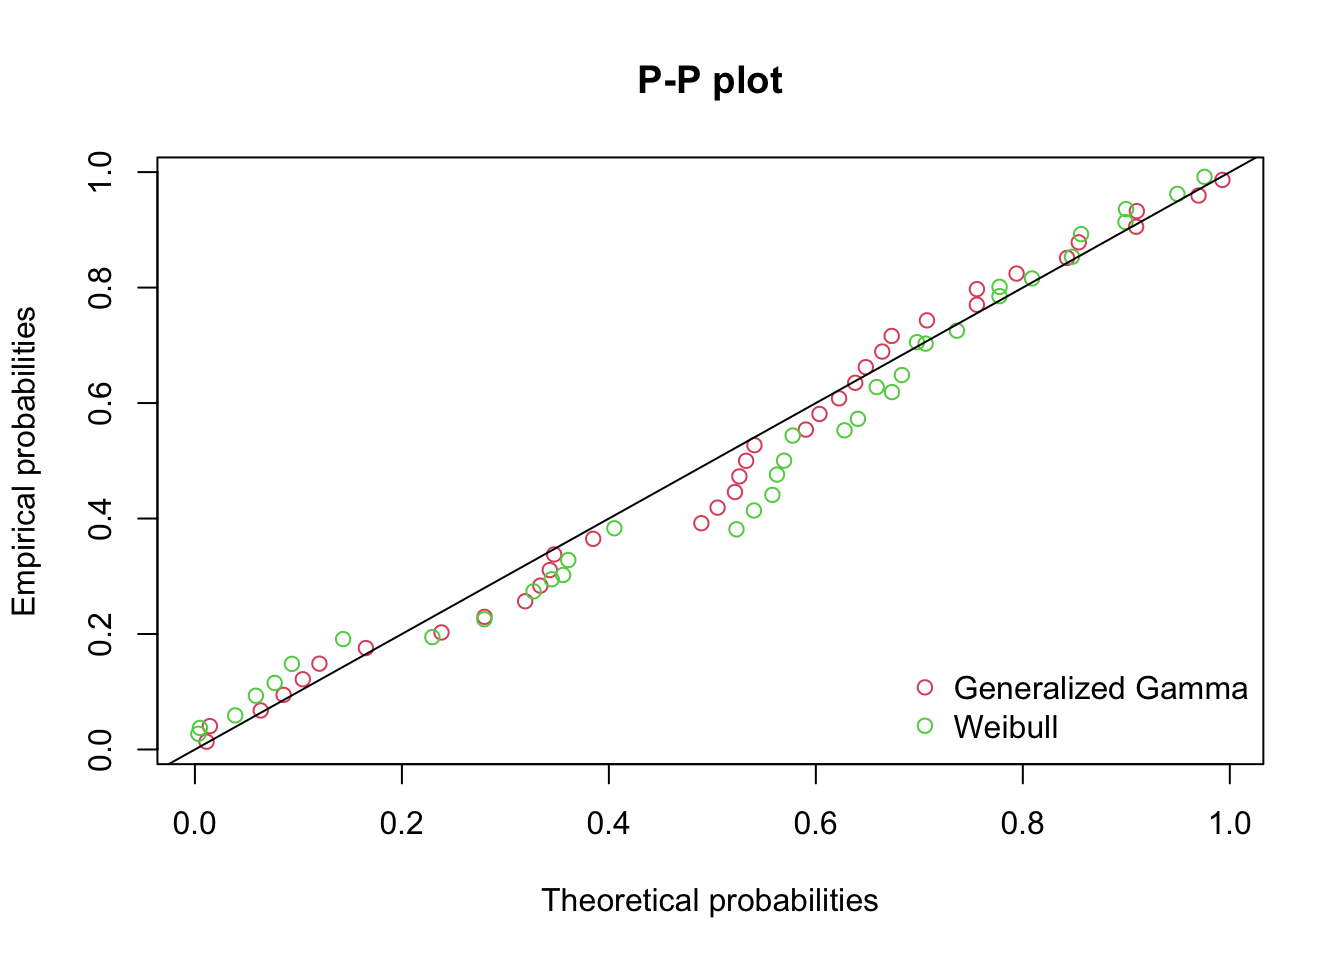 P-P plot
Empirical probabilities
1.0
0.8
0.6
0.4
0.2
0.0
Generalized Gamma
Weibull
0.0 0.2 0.4 0.6 0.8 1.0
Theoretical probabilities